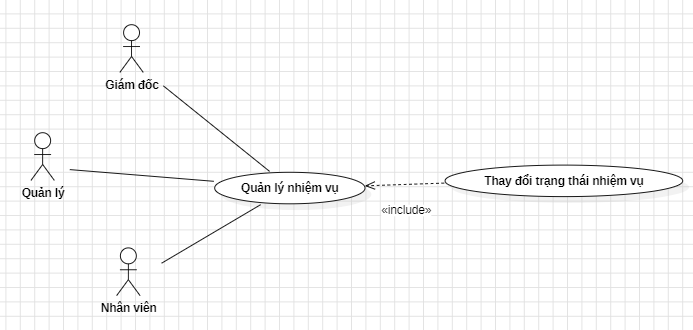 Giám đốc
Quản lý
Quản lý nhiệm vụ
Thay đổi trạng thái nhiệm vụ
«include»
Nhân viên